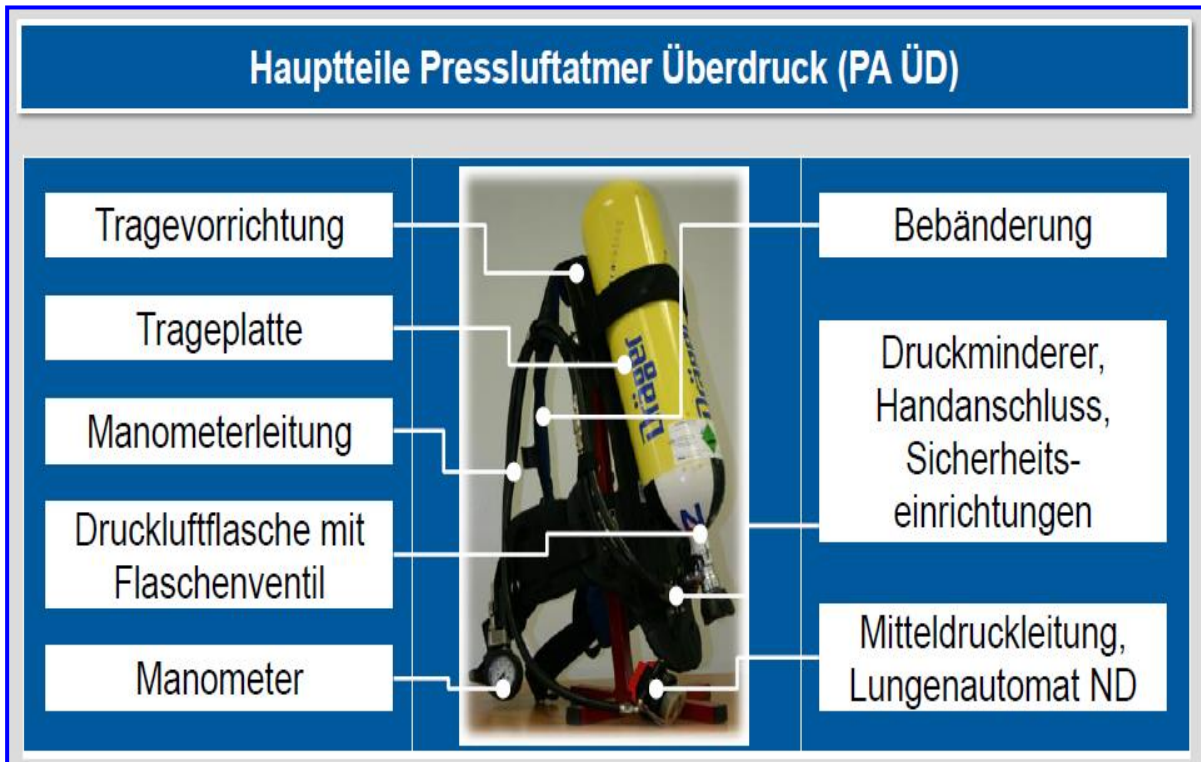 Hauptteile Pressluftatmer Überdruck (PA ÜD)
Tragevorrichtung
Trageplatte
Manometerleitung
Druckluftflasche mit
Flaschenventil
Manometer
Dräger
Dräger
N
Bebänderung
Druckminderer,
Handanschluss,
Sicherheits-
einrichtungen
Mitteldruckleitung,
Lungenautomat ND